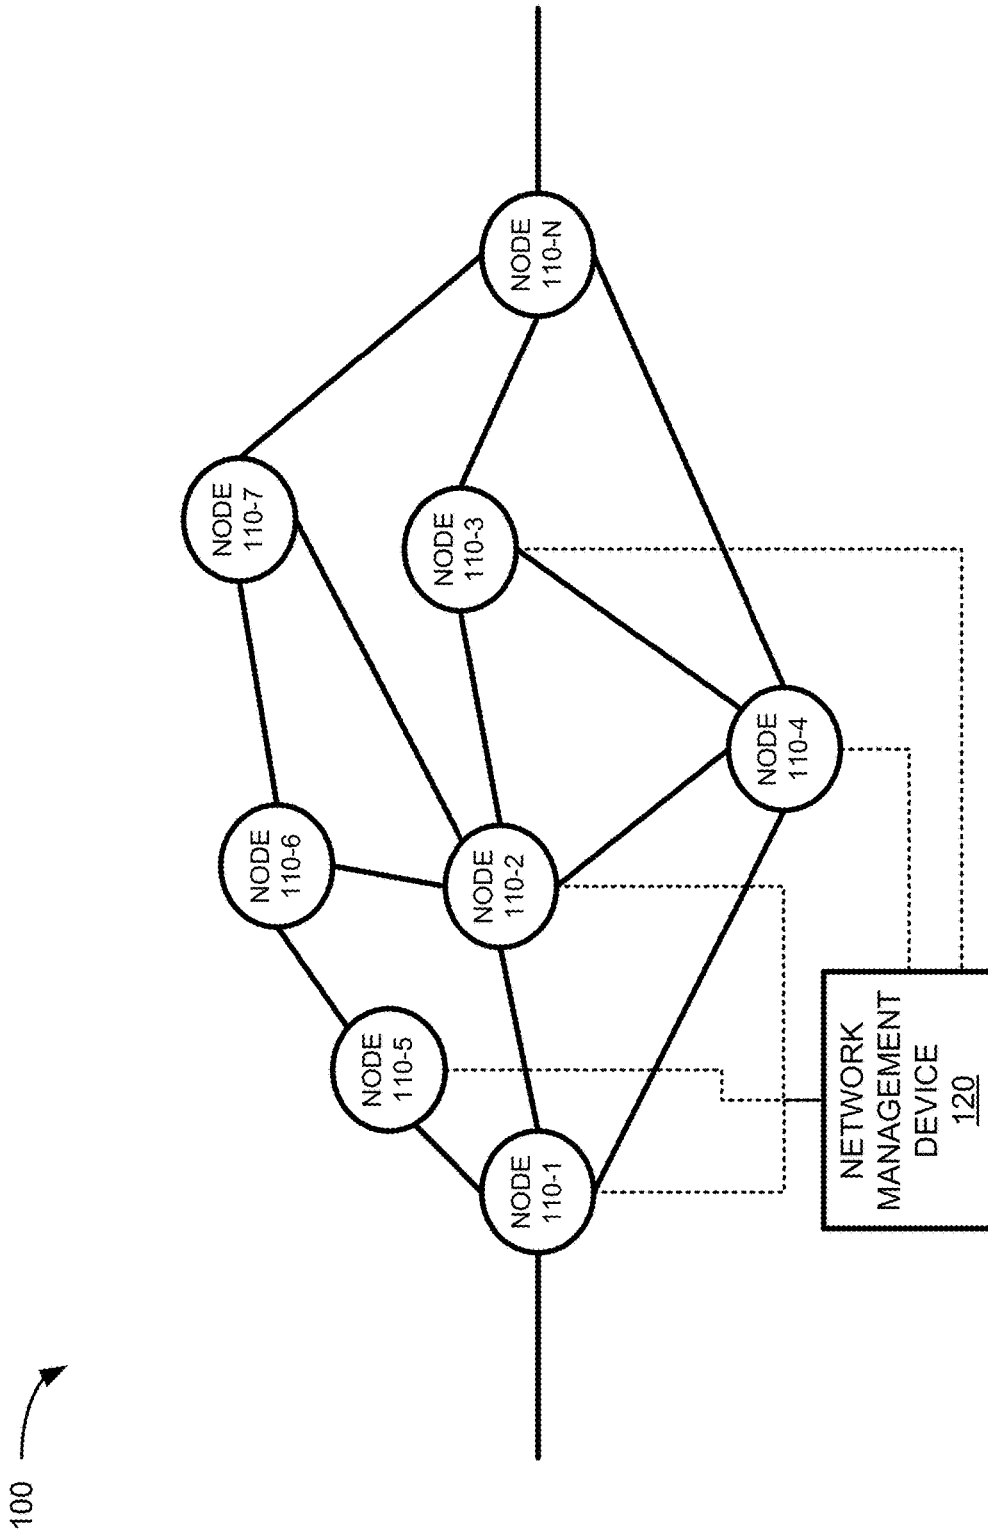 100
NODE
110-7
NODE
110-6
NODE
110-5
NODE
110-3
NODE
110-2
NODE
110-N
NODE
110-1
NODE
110-4
NETWORK
MANAGEMENT
DEVICE
120